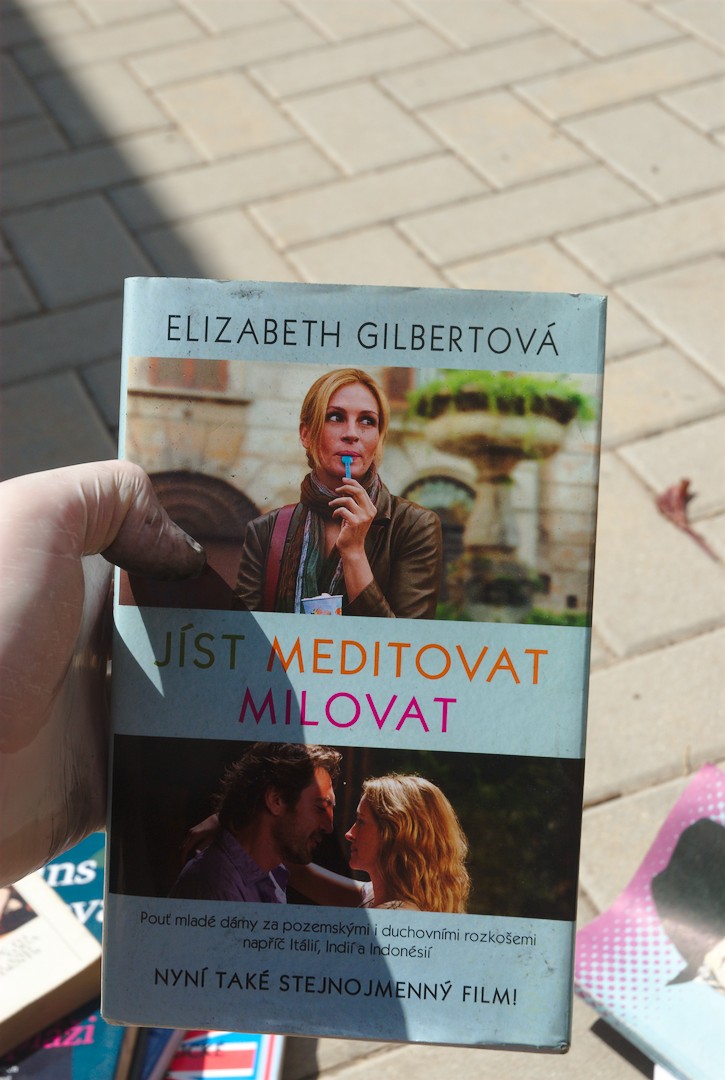 ELIZABETH GILBERTOVÁ
JÍST MEDITOVAT
MILOVAT
Pouť mladé dámy za pozemskými i duchovními rozkošemi
napříč Itálií, Indií a Indonésií
NYNÍ TAKÉ STEJNOJMENNÝ FILM!